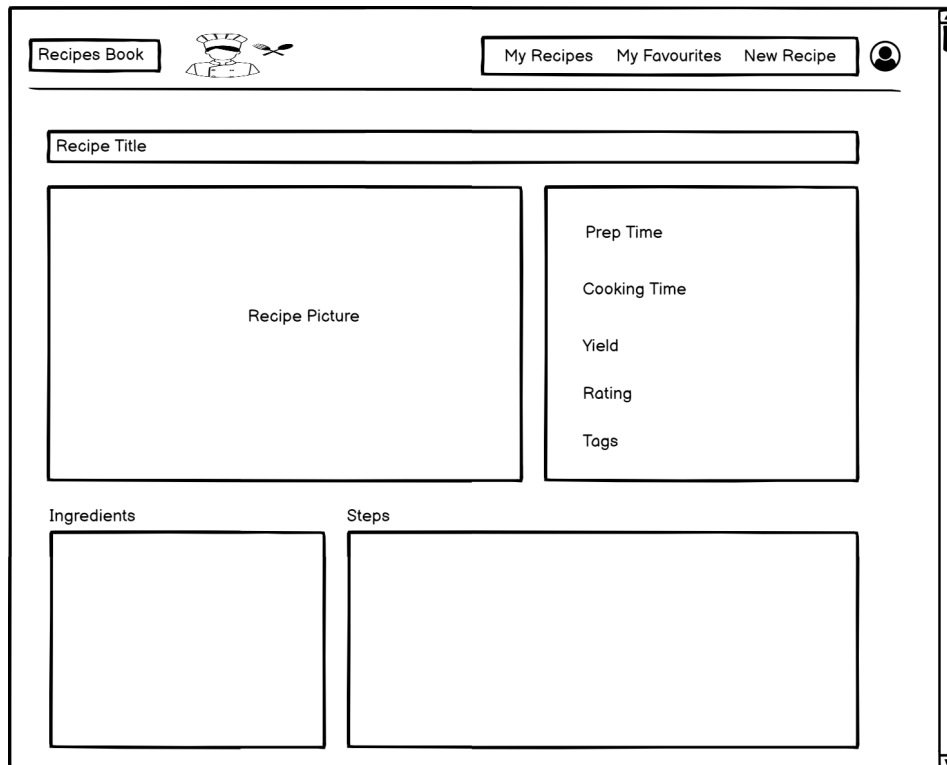 Recipes Book
My Recipes My Favourites New Recipe
Recipe Title
Recipe Picture
Prep Time
Cooking Time
Yield
Rating
Tags
Ingredients
Steps